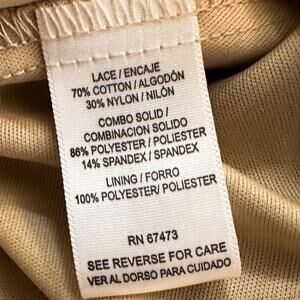 LACE / ENCAJE
70% COTTON / ALGODÓN
30% NYLON / NILÓN
COMBO SOLID /
COMBINACION SOLIDO
86% POLYESTER / POLIESTER
14% SPANDEX / SPANDEX
LINING / FORRO
100% POLYESTER/ POLIESTER
RN 67473
SEE REVERSE FOR CARE
VER AL DORSO PARA CUIDADO